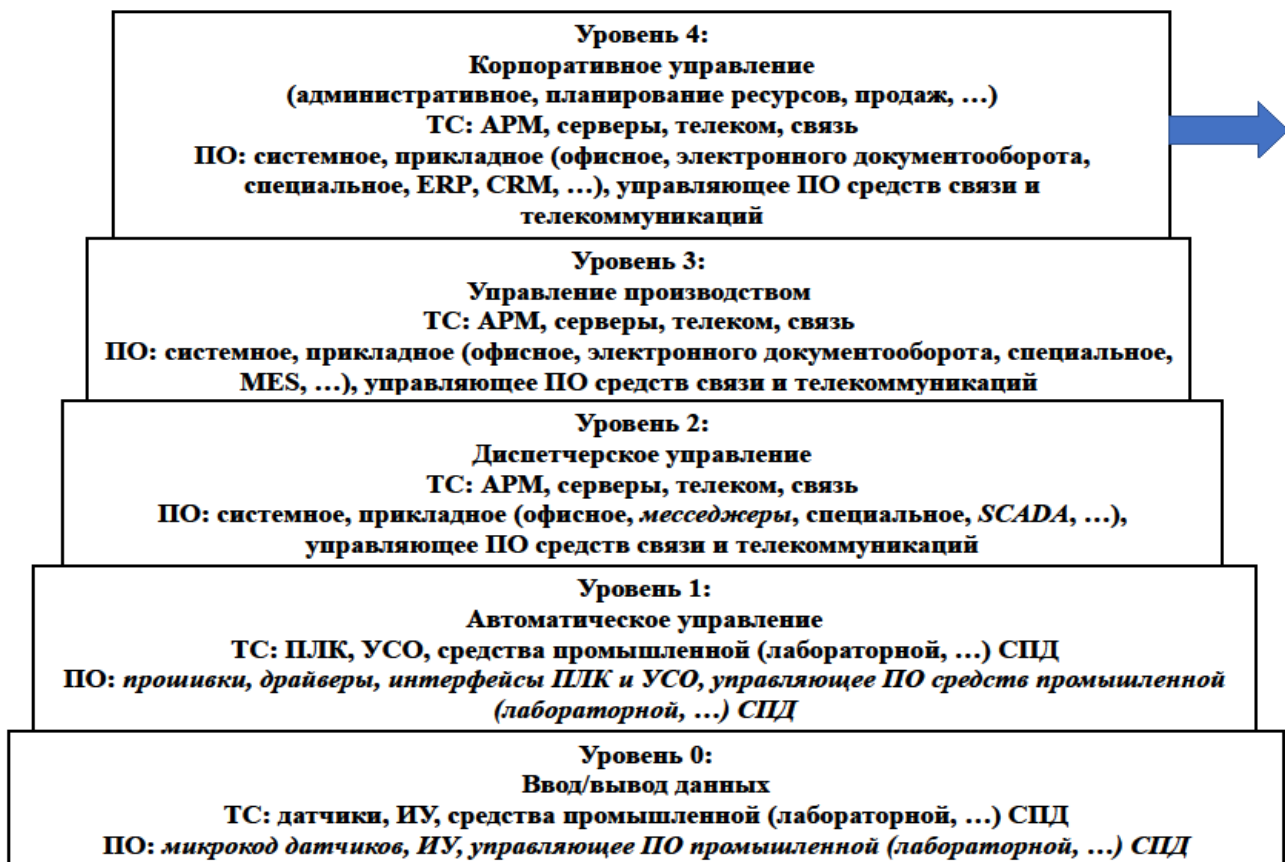 Уровень 4:
Корпоративное управление
(административное, планирование ресурсов, продаж, …)
ТС: АРМ, серверы, телеком, связь
ПО: системное, прикладное (офисное, электронного документооборота,
специальное, ERP, CRM, …), управляющее ПО средств связи и
телекоммуникаций
Уровень 3:
Управление производством
ТС: АРМ, серверы, телеком, связь
ПО: системное, прикладное (офисное, электронного документооборота, специальное,
MES, …), управляющее ПО средств связи и телекоммуникаций
Уровень 2:
Диспетчерское управление
ТС: АРМ, серверы, телеком, связь
ПО: системное, прикладное (офисное, месседжеры, специальное, SCADA, …),
управляющее ПО средств связи и телекоммуникаций
Уровень 1:
Автоматическое управление
ТС: ПЛК, УСО, средства промышленной (лабораторной, …) СПД
ПО: прошивки, драйверы, интерфейсы ПЛК и УСО, управляющее ПО средств промышленной
(лабораторной, …) СПД
Уровень 0:
Ввод/вывод данных
ТС: датчики, ИУ, средства промышленной (лабораторной, …) СПД
ПО: микрокод датчиков, ИУ, управляющее ПО промышленной (лабораторной, …) СПД